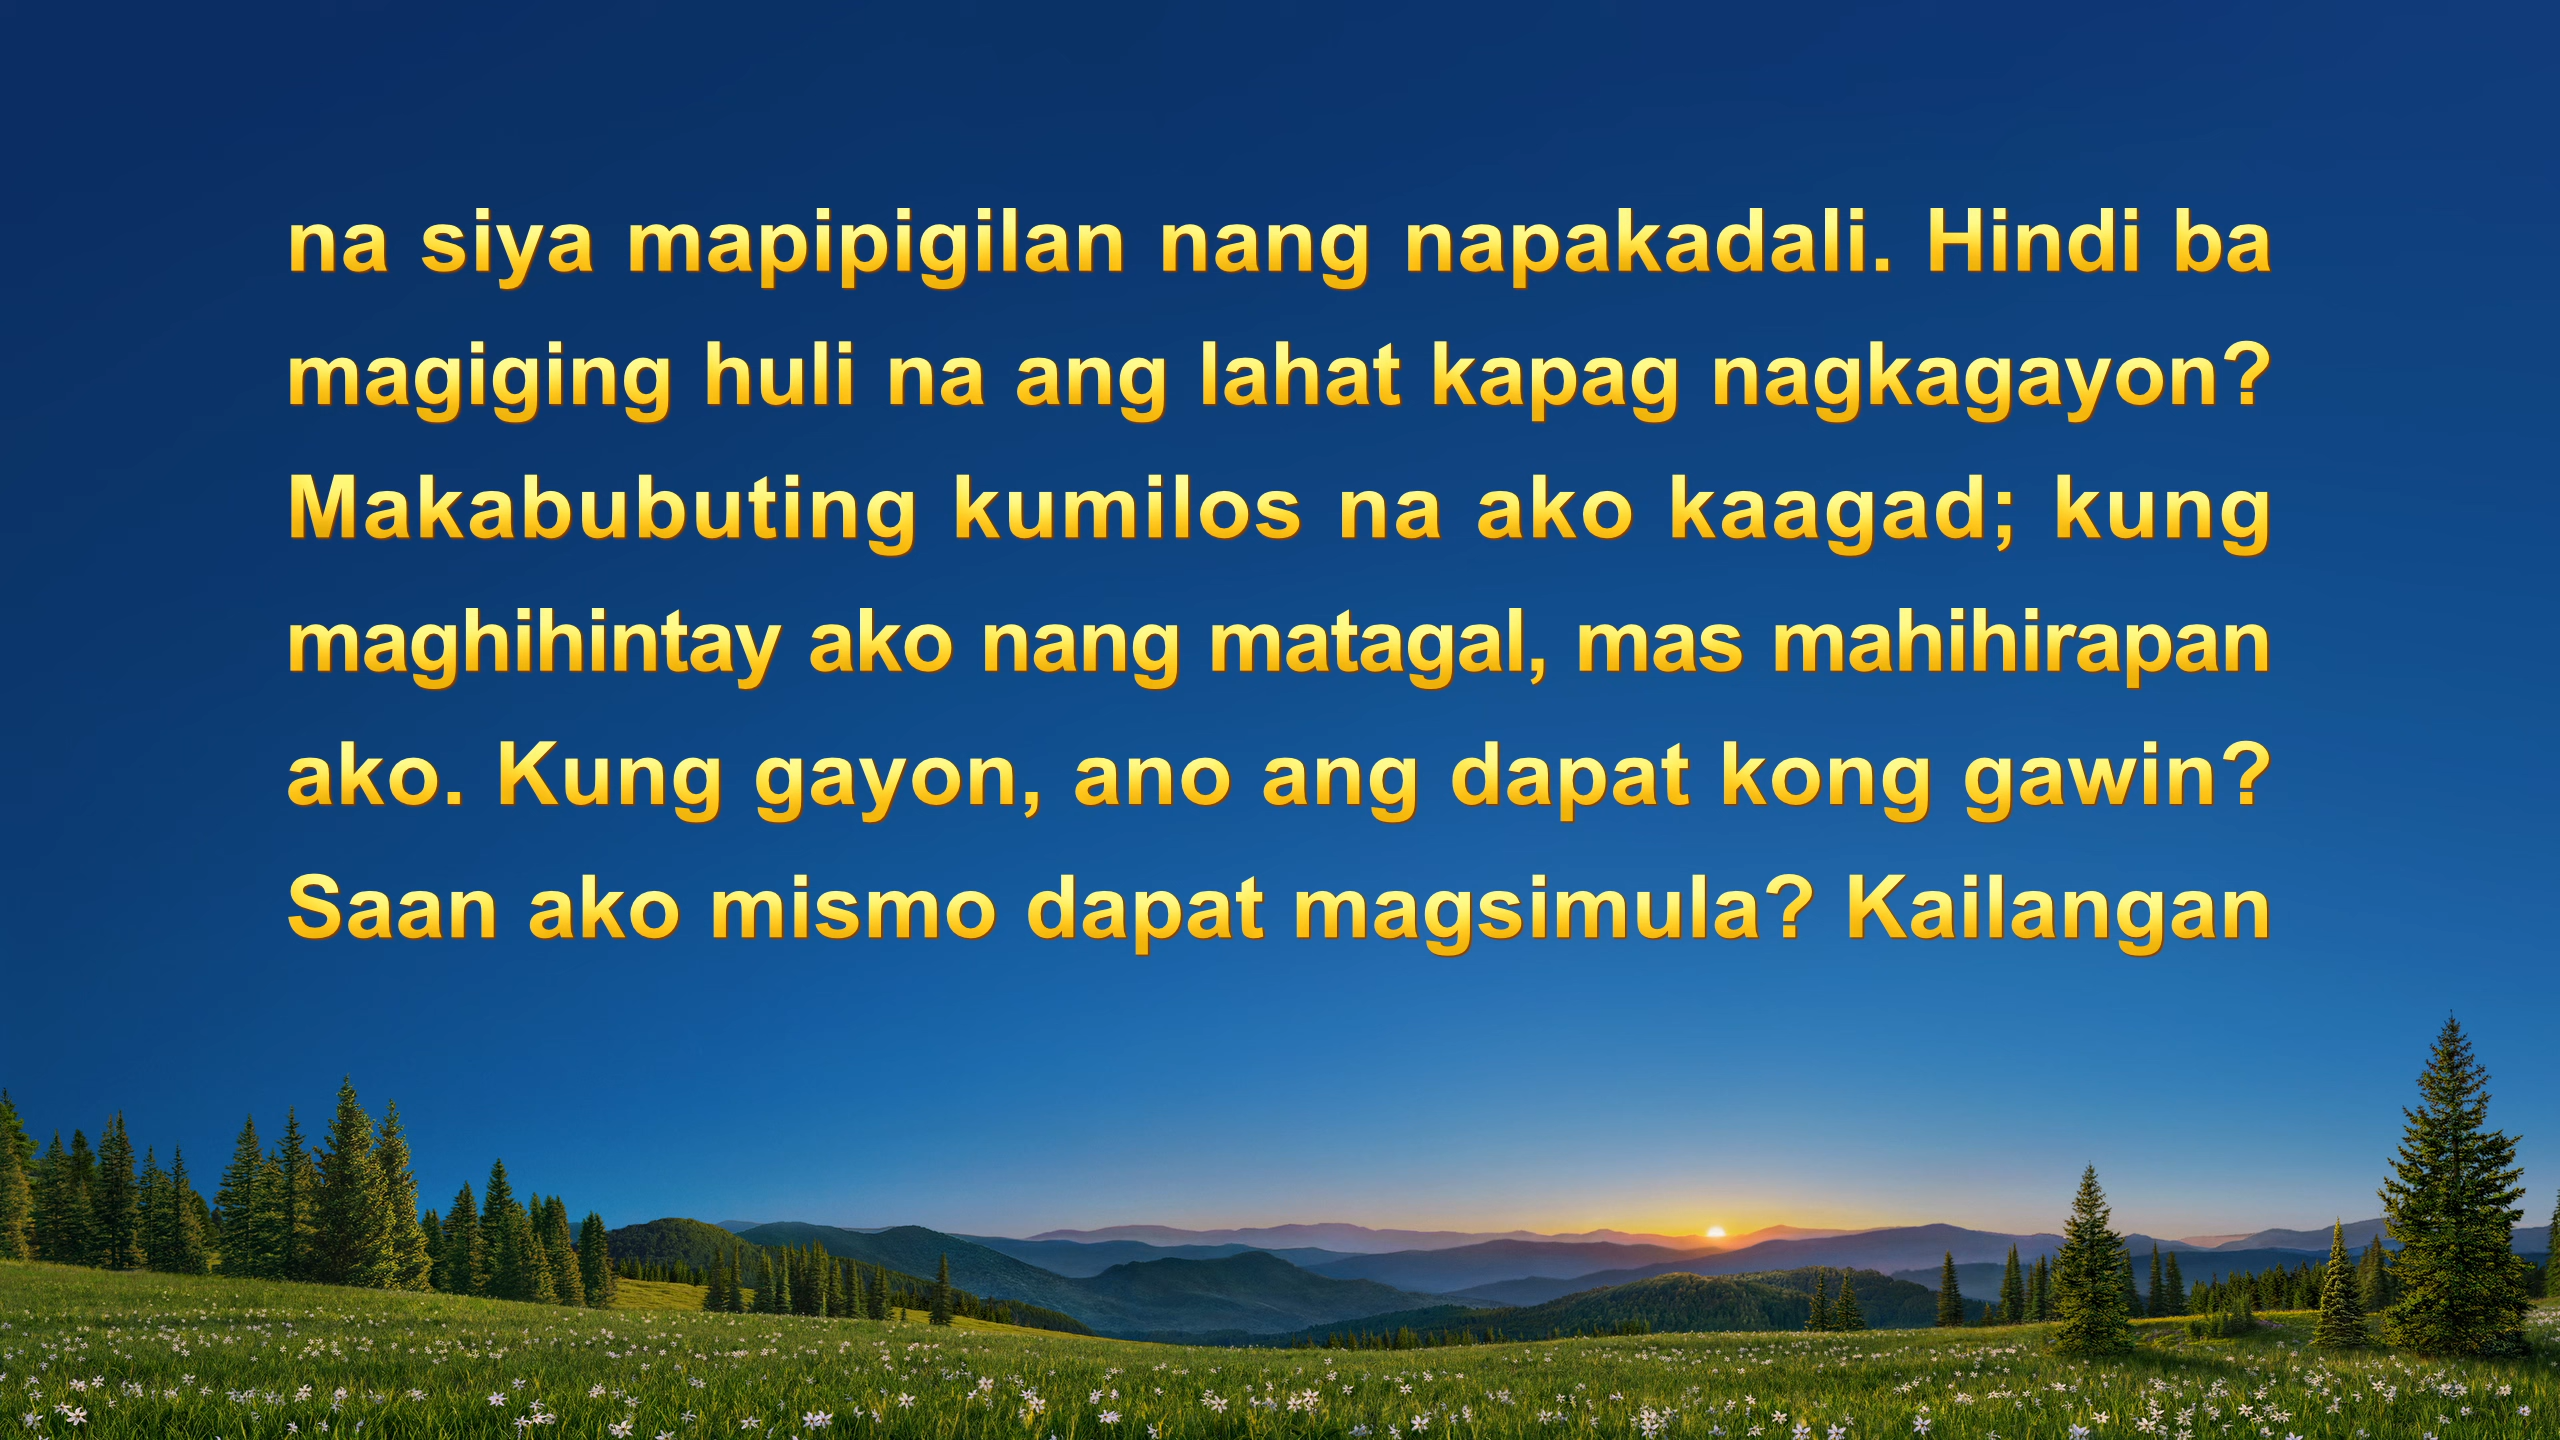 na siya mapipigilan nang napakadali. Hindi ba
magiging huli na ang lahat kapag nagkagayon?
Makabubuting kumilos na ako kaagad; kung
maghihintay ako nang matagal, mas mahihirapan
ako. Kung gayon, ano ang dapat kong gawin?
Saan ako mismo dapat magsimula? Kailangan